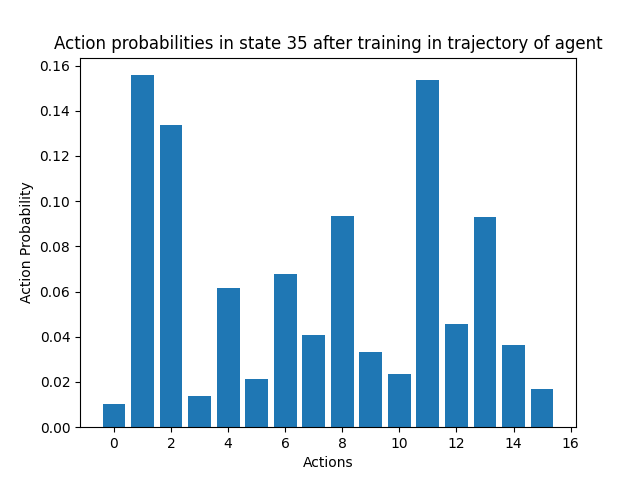 Action probabilities in state 35 after training in trajectory of agent
0.16
0.14
0.12
0.10
0.08
0.06
0.04
0.02
0.00
Action Probability
0 2 4 6 8 10 12 14 16
Actions